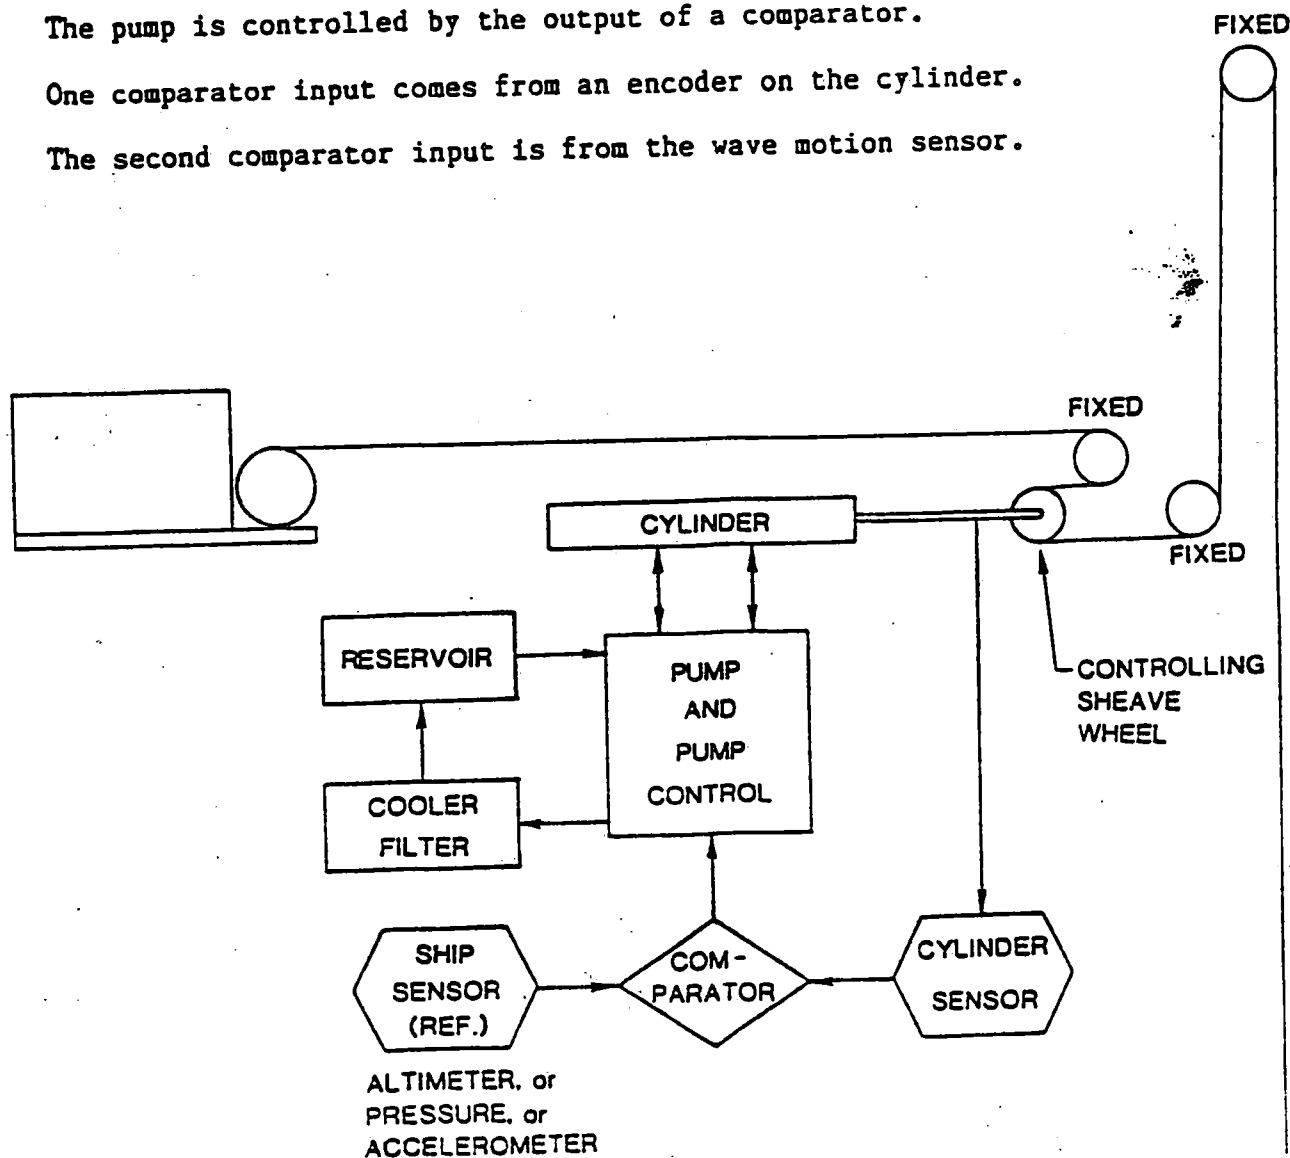 The pump is controlled by the output of a comparator.
One comparator input comes from an encoder on the cylinder.
The second comparator input is from the wave motion sensor.
FIXED
FIXED
CYLINDER
FIXED
RESERVOIR
PUMP
AND
PUMP
CONTROL
CONTROLLING
SHEAVE
WHEEL
COOLER
FILTER
SHIP
SENSOR
(REF.)
COM-
PARATOR
CYLINDER
SENSOR
ALTIMETER, or
PRESSURE, or
ACCELEROMETER